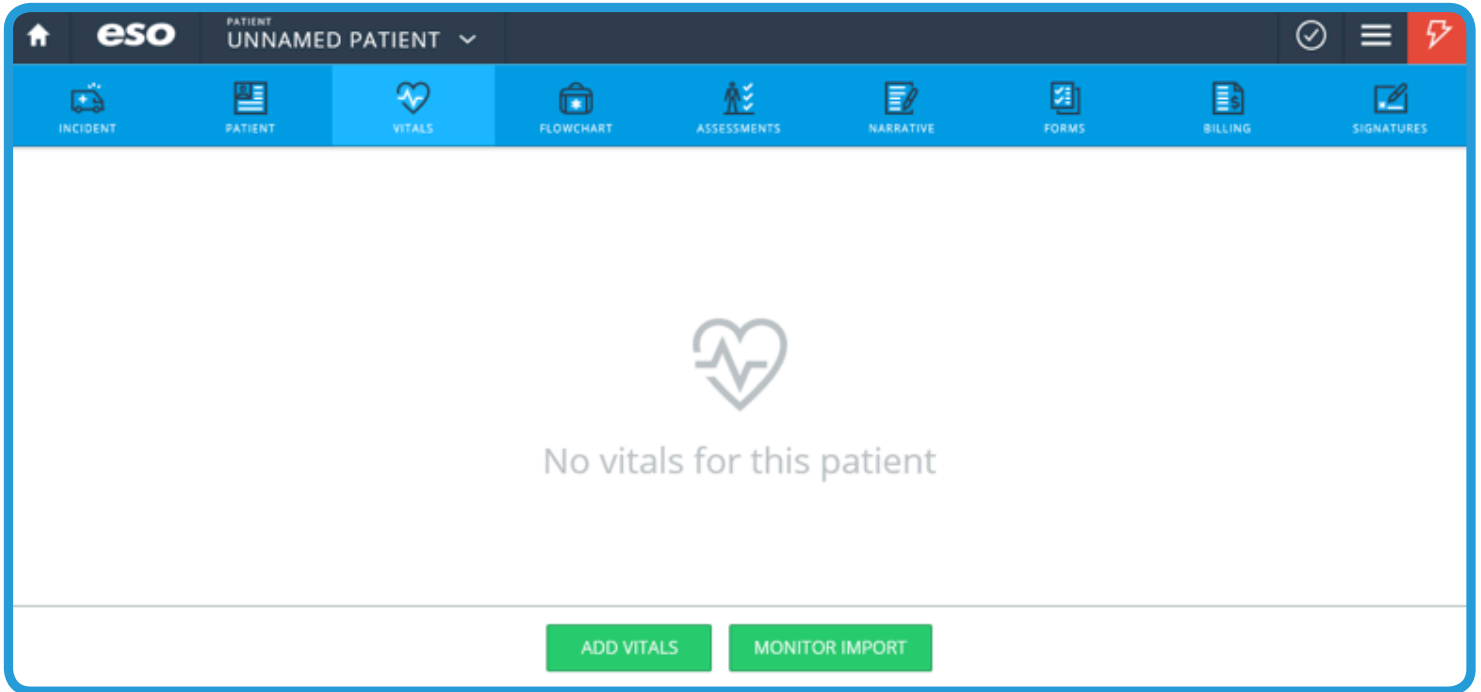 eso
PATIENT
UNNAMED PATIENT
INCIDENT
PATIENT
VITALS
FLOWCHART
ASSESSMENTS
NARRATIVE
FORMS
BILLING
SIGNATURES
No vitals for this patient
ADD VITALS
MONITOR IMPORT